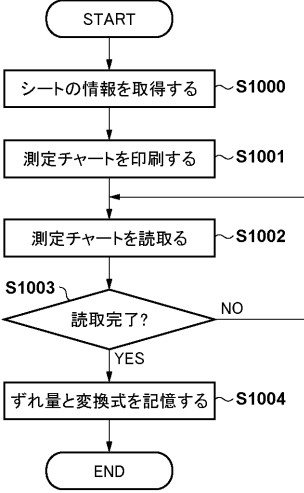 START
シートの情報を取得する S1000
測定チャートを印刷する S1001
測定チャートを読取る S1002
S1003
読取完了?
NO
YES
ずれ量と変換式を記憶する S1004
END